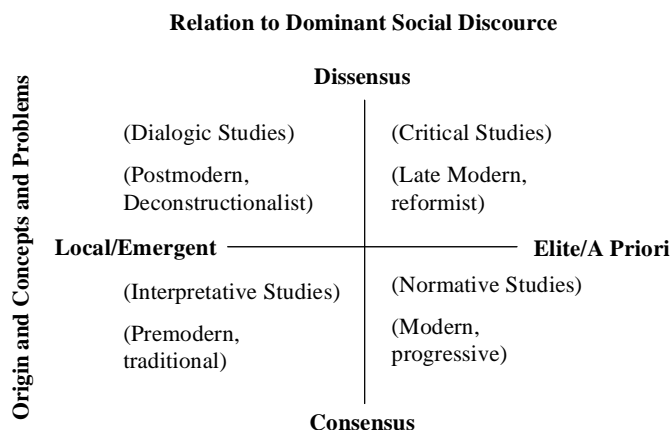 Relation to Dominant Social Discource
Dissensus
Origin and Concepts and Problems
(Dialogic Studies)
(Postmodern,
Deconstructionalist)
(Critical Studies)
(Late Modern,
reformist)
Local/Emergent
Elite/A Priori
(Interpretative Studies)
(Premodern,
traditional)
(Normative Studies)
(Modern,
progressive)
Consensus